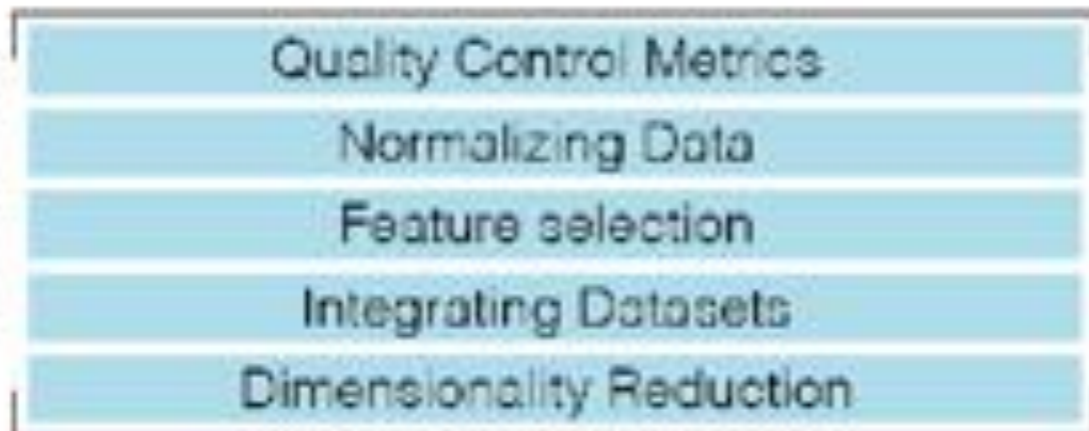 Quality Control Metrics
Normalizing Data
Feature selection
Integrating Datasets
Dimensionality Reduction